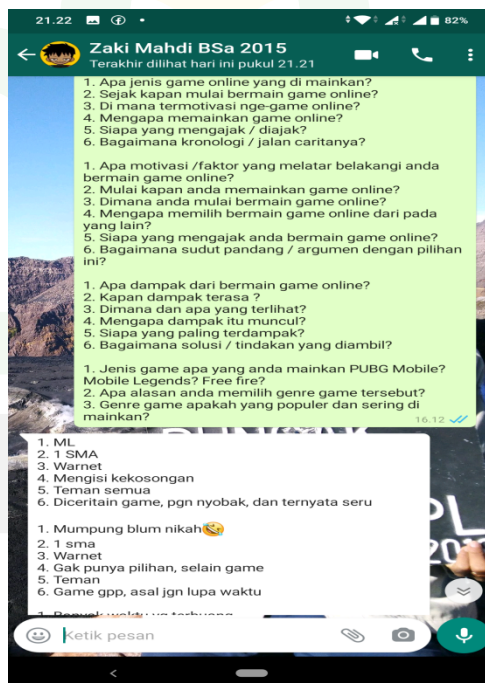 21.22
82%
Zaki Mahdi BSa 2015
Terakhir dilihat hari ini pukul 21.21
1. Apa jenis game online yang di mainkan?
2. Sejak kapan mulai bermain game online?
3. Di mana termotivasi nge-game online?
4. Mengapa memainkan game online?
5. Siapa yang mengajak / diajak?
6. Bagaimana kronologi / jalan caritanya?
1. Apa motivasi /faktor yang melatar belakangi anda
bermain game online?
2. Mulai kapan anda memainkan game online?
3. Dimana anda mulai bermain game online?
4. Mengapa memilih bermain game online dari pada
yang lain?
5. Siapa yang mengajak anda bermain game online?
6. Bagaimana sudut pandang / argumen dengan pilihan
ini?
1. Apa dampak dari bermain game online?
2. Kapan dampak terasa ?
3. Dimana dan apa yang terlihat?
4. Mengapa dampak itu muncul?
5. Siapa yang paling terdampak?
6. Bagaimana solusi / tindakan yang diambil?
1. Jenis game apa yang anda mainkan PUBG Mobile?
Mobile Legends? Free fire?
2. Apa alasan anda memilih genre game tersebut?
3. Genre game apakah yang populer dan sering di
mainkan?
16.12
1. ML
2. 1 SMA
3. Warnet
4. Mengisi kekosongan
5. Teman semua
6. Diceritain game, pgn nyobak, dan ternyata seru
1. Mumpung blum nikah🤣
2. 1 sma
3. Warnet
4. Gak punya pilihan, selain game
5. Teman
6. Game gpp, asal jgn lupa waktu
1. Banyak waktu yg terbuang
Ketik pesan